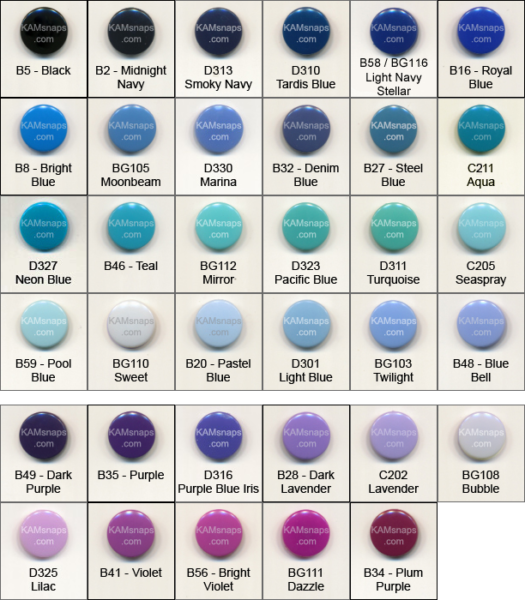 KAMsnaps
.com
B5 - Black
KAMsnaps
.com
B2 - Midnight
Navy
KAMsnaps
.com
D313
Smoky Navy
KAMsnaps
.com
D310
Tardis Blue
KAMsnaps
.com
B58 / BG116
Light Navy
Stellar
KAMsnaps
.com
B16 - Royal
Blue
KAMsnaps
.com
B8 - Bright
Blue
KAMsnaps
.com
BG105
Moonbeam
KAMsnaps
.com
D330
Marina
KAMsnaps
.com
B32 - Denim
Blue
KAMsnaps
.com
B27 - Steel
Blue
KAMsnaps
.com
C211
Aqua
KAMsnaps
.com
D327
Neon Blue
KAMsnaps
.com
B46 - Teal
KAMsnaps
.com
BG112
Mirror
KAMsnaps
.com
D323
Pacific Blue
KAMsnaps
.com
D311
Turquoise
KAMsnaps
.com
C205
Seaspray
KAMsnaps
.com
B59 - Pool
Blue
KAMsnaps
.com
BG110
Sweet
KAMsnaps
.com
B20 - Pastel
Blue
KAMsnaps
.com
D301
Light Blue
KAMsnaps
.com
BG103
Twilight
KAMsnaps
.com
B48 - Blue
Bell
KAMsnaps
.com
B49 - Dark
Purple
KAMsnaps
.com
B35 - Purple
KAMsnaps
.com
D316
Purple Blue Iris
KAMsnaps
.com
B28 - Dark
Lavender
KAMsnaps
.com
C202
Lavender
KAMsnaps
.com
BG108
Bubble
KAMsnaps
.com
D325
Lilac
KAMsnaps
.com
B41 - Violet
KAMsnaps
.com
B56 - Bright
Violet
KAMsnaps
.com
BG111
Dazzle
KAMsnaps
.com
B34 - Plum
Purple